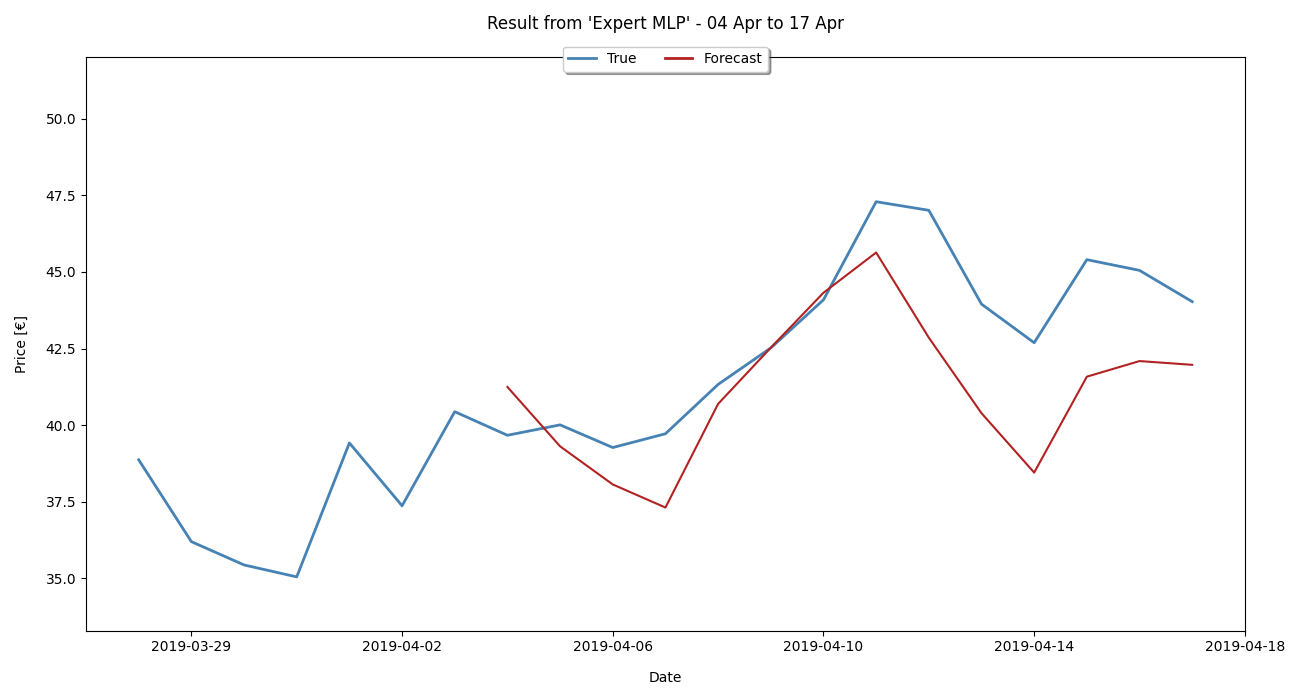 Result from 'Expert MLP' - 04 Apr to 17 Apr
True Forecast
50.0
47.5
45.0
42.5
40.0
37.5
35.0
Price [€]
2019-03-29 2019-04-02 2019-04-06 2019-04-10 2019-04-14 2019-04-18
Date